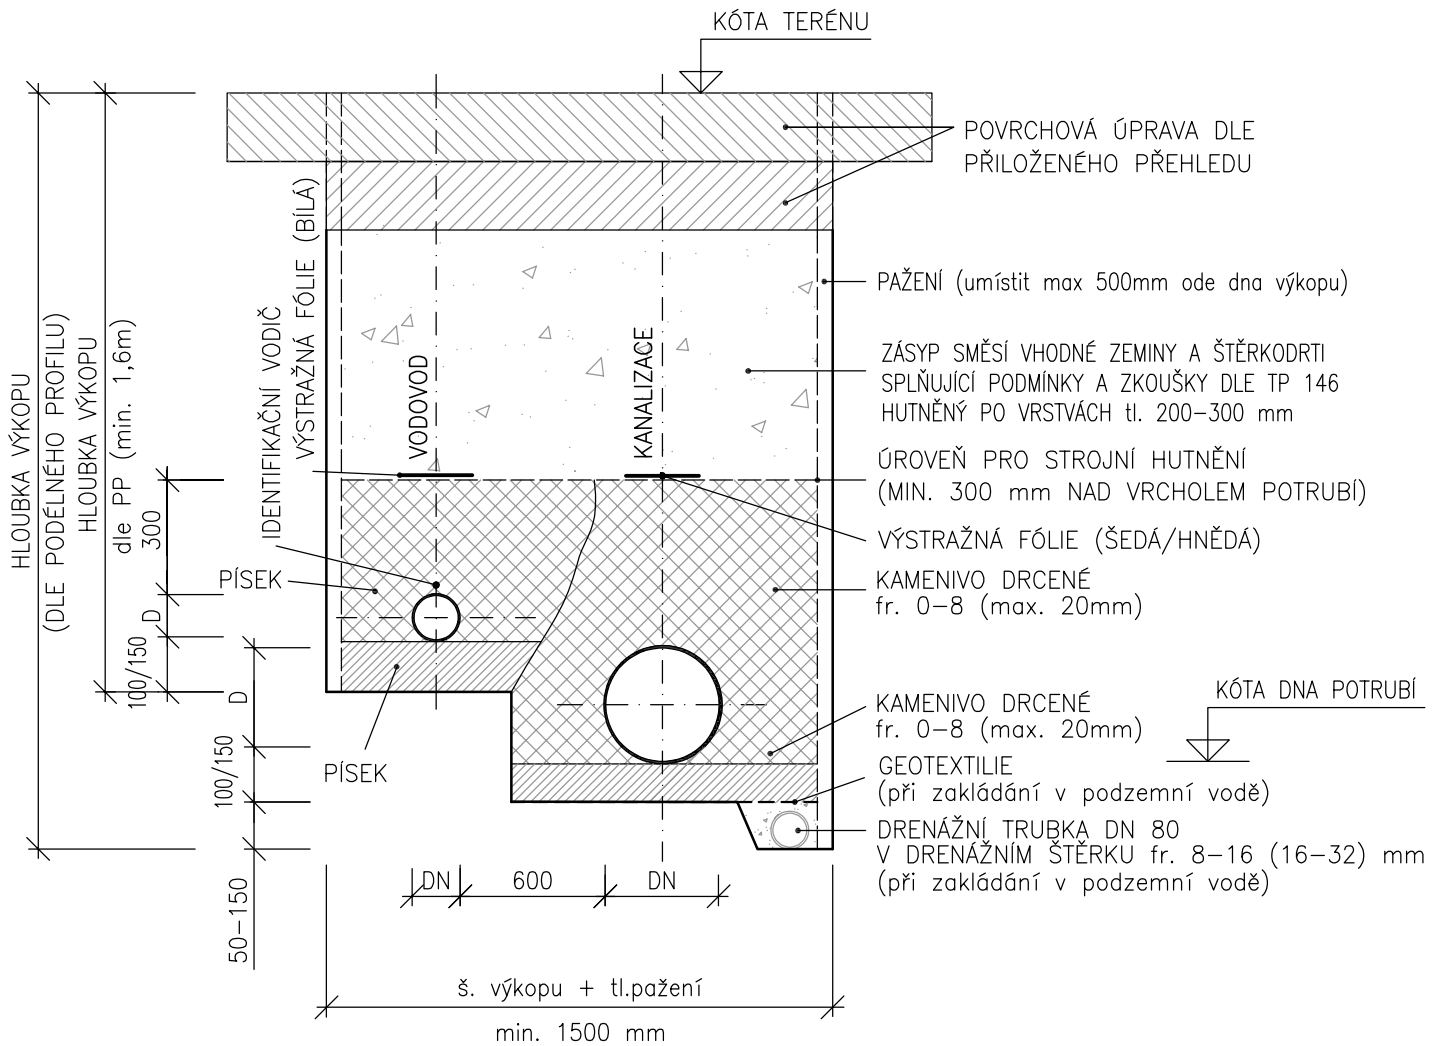 KÓTA TERÉNU
POVRCHOVÁ ÚPRAVA DLE
PŘILOŽENÉHO PŘEHLEDU
PAŽENÍ (umístit max 500mm ode dna výkopu)
ZÁSYP SMĚSÍ VHODNÉ ZEMINY A ŠTĚRKODRTI
SPLŇUJÍCÍ PODMÍNKY A ZKOUŠKY DLE TP 146
HUTNĚNÝ PO VRSTVÁCH tl. 200-300 mm
ÚROVEŇ PRO STROJNÍ HUTNĚNÍ
(MIN. 300 mm NAD VRCHOLEM POTRUBÍ)
VÝSTRAŽNÁ FÓLIE (ŠEDÁ/HNĚDÁ)
KAMENIVO DRCENÉ
fr. 0-8 (max. 20mm)
KÓTA DNA POTRUBÍ
KAMENIVO DRCENÉ
fr. 0-8 (max. 20mm)
GEOTEXTILIE
(při zakládání v podzemní vodě)
DRENÁŽNÍ TRUBKA DN 80
V DRENÁŽNÍM ŠTĚRKU fr. 8-16 (16-32) mm
(při zakládání v podzemní vodě)
HLOUBKA VÝKOPU
(DLE PODÉLNÉHO PROFILU)
HLOUBKA VÝKOPU
dle PP (min. 1,6m)
300
D
100/150
D
100/150
50-150
IDENTIFIKAČNÍ VODIČ
VÝSTRAŽNÁ FÓLIE (BÍLÁ)
VODOVOD
KANALIZACE
PÍSEK
PÍSEK
DN
600
DN
š. výkopu + tl.pažení
min. 1500 mm